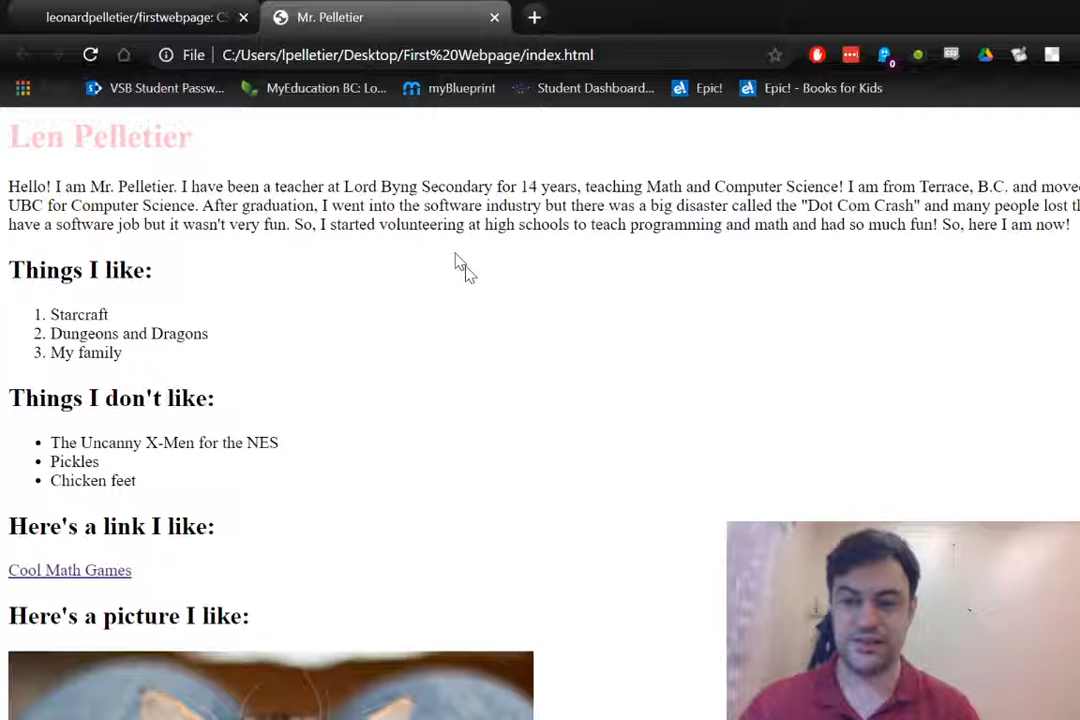 leonardpelletier/firstwebpage: CS
Mr. Pelletier
File
C:/Users/lpelletier/Desktop/First%20Webpage/index.html
0
VSB Student Passw...
MyEducation BC: Lo...
myBlueprint
Student Dashboard...
Epic!
Epic! - Books for Kids
Len Pelletier
Hello! I am Mr. Pelletier. I have been a teacher at Lord Byng Secondary for 14 years, teaching Math and Computer Science! I am from Terrace, B.C. and move
UBC for Computer Science. After graduation, I went into the software industry but there was a big disaster called the "Dot Com Crash" and many people lost th
have a software job but it wasn't very fun. So, I started volunteering at high schools to teach programming and math and had so much fun! So, here I am now!
Things I like:
1. Starcraft
2. Dungeons and Dragons
3. My family
Things I don't like:
• The Uncanny X-Men for the NES
• Pickles
• Chicken feet
Here's a link I like:
Cool Math Games
Here's a picture I like: